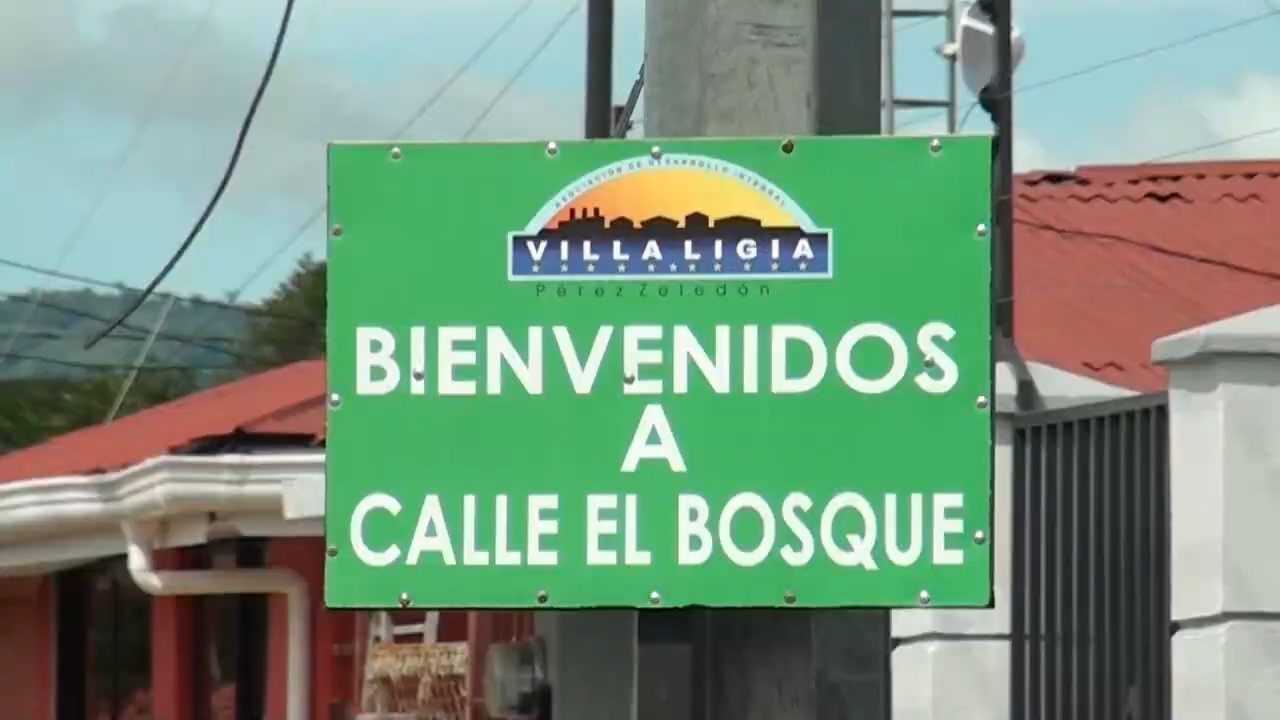 ASOCIACIÓN DE DESARROLLO INTEGRAL
VILLA LIGIA
Pérez Zeledón
BIENVENIDOS
A
CALLE EL BOSQUE